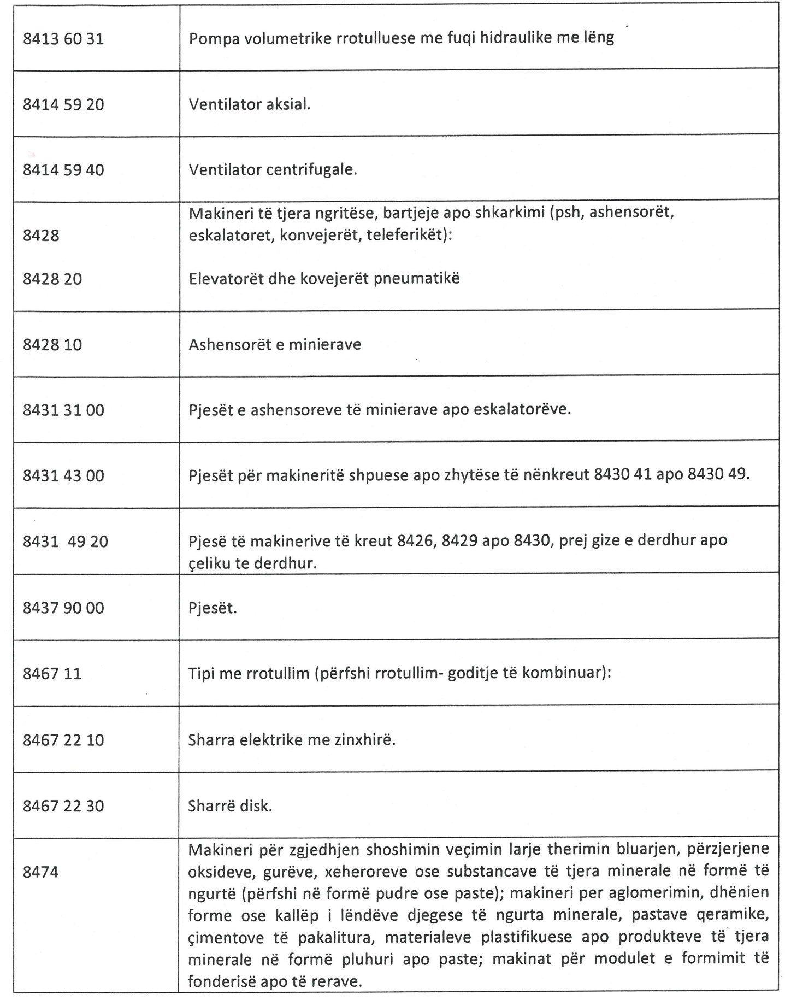 8413 60 31 Pompa volumetrike rrotulluese me fuqi hidraulike me lëng
8414 59 20 Ventilator aksial.
8414 59 40 Ventilator centrifugale.
Makineri të tjera ngritëse, bartjeje apo shkarkimi (psh, ashensorët,
8428 eskalatoret, konvejerët, teleferikët):
8428 20 Elevatorët dhe kovejerët pneumatikë
8428 10 Ashensorët e minierave
8431 31 00 Pjesët e ashensoreve të minierave apo eskalatorëve.
8431 43 00 Pjesët për makineritë shpuese apo zhytëse të nënkreut 8430 41 apo 8430 49.
8431 49 20 Pjesë të makinerive të kreut 8426, 8429 apo 8430, prej gize e derdhur apo
çeliku te derdhur.
8437 90 00 Pjesët.
8467 11 Tipi me rrotullim (përfshi rrotullim- goditje të kombinuar):
8467 22 10 Sharra elektrike me zinxhirë.
8467 22 30 Sharrë disk.
Makineri për zgjedhjen shoshimin veçimin larje therimin bluarjen, përzjerjene
8474 oksideve, gurëve, xeheroreve ose substancave të tjera minerale në formë të
ngurtë (përfshi në formë pudre ose paste); makineri per aglomerimin, dhënien
forme ose kallëp i lëndëve djegese të ngurta minerale, pastave qeramike,
çimentove të pakalitura, materialeve plastifikuese apo produkteve të tjera
minerale në formë pluhuri apo paste; makinat për modulet e formimit të
fonderisë apo të rerave.